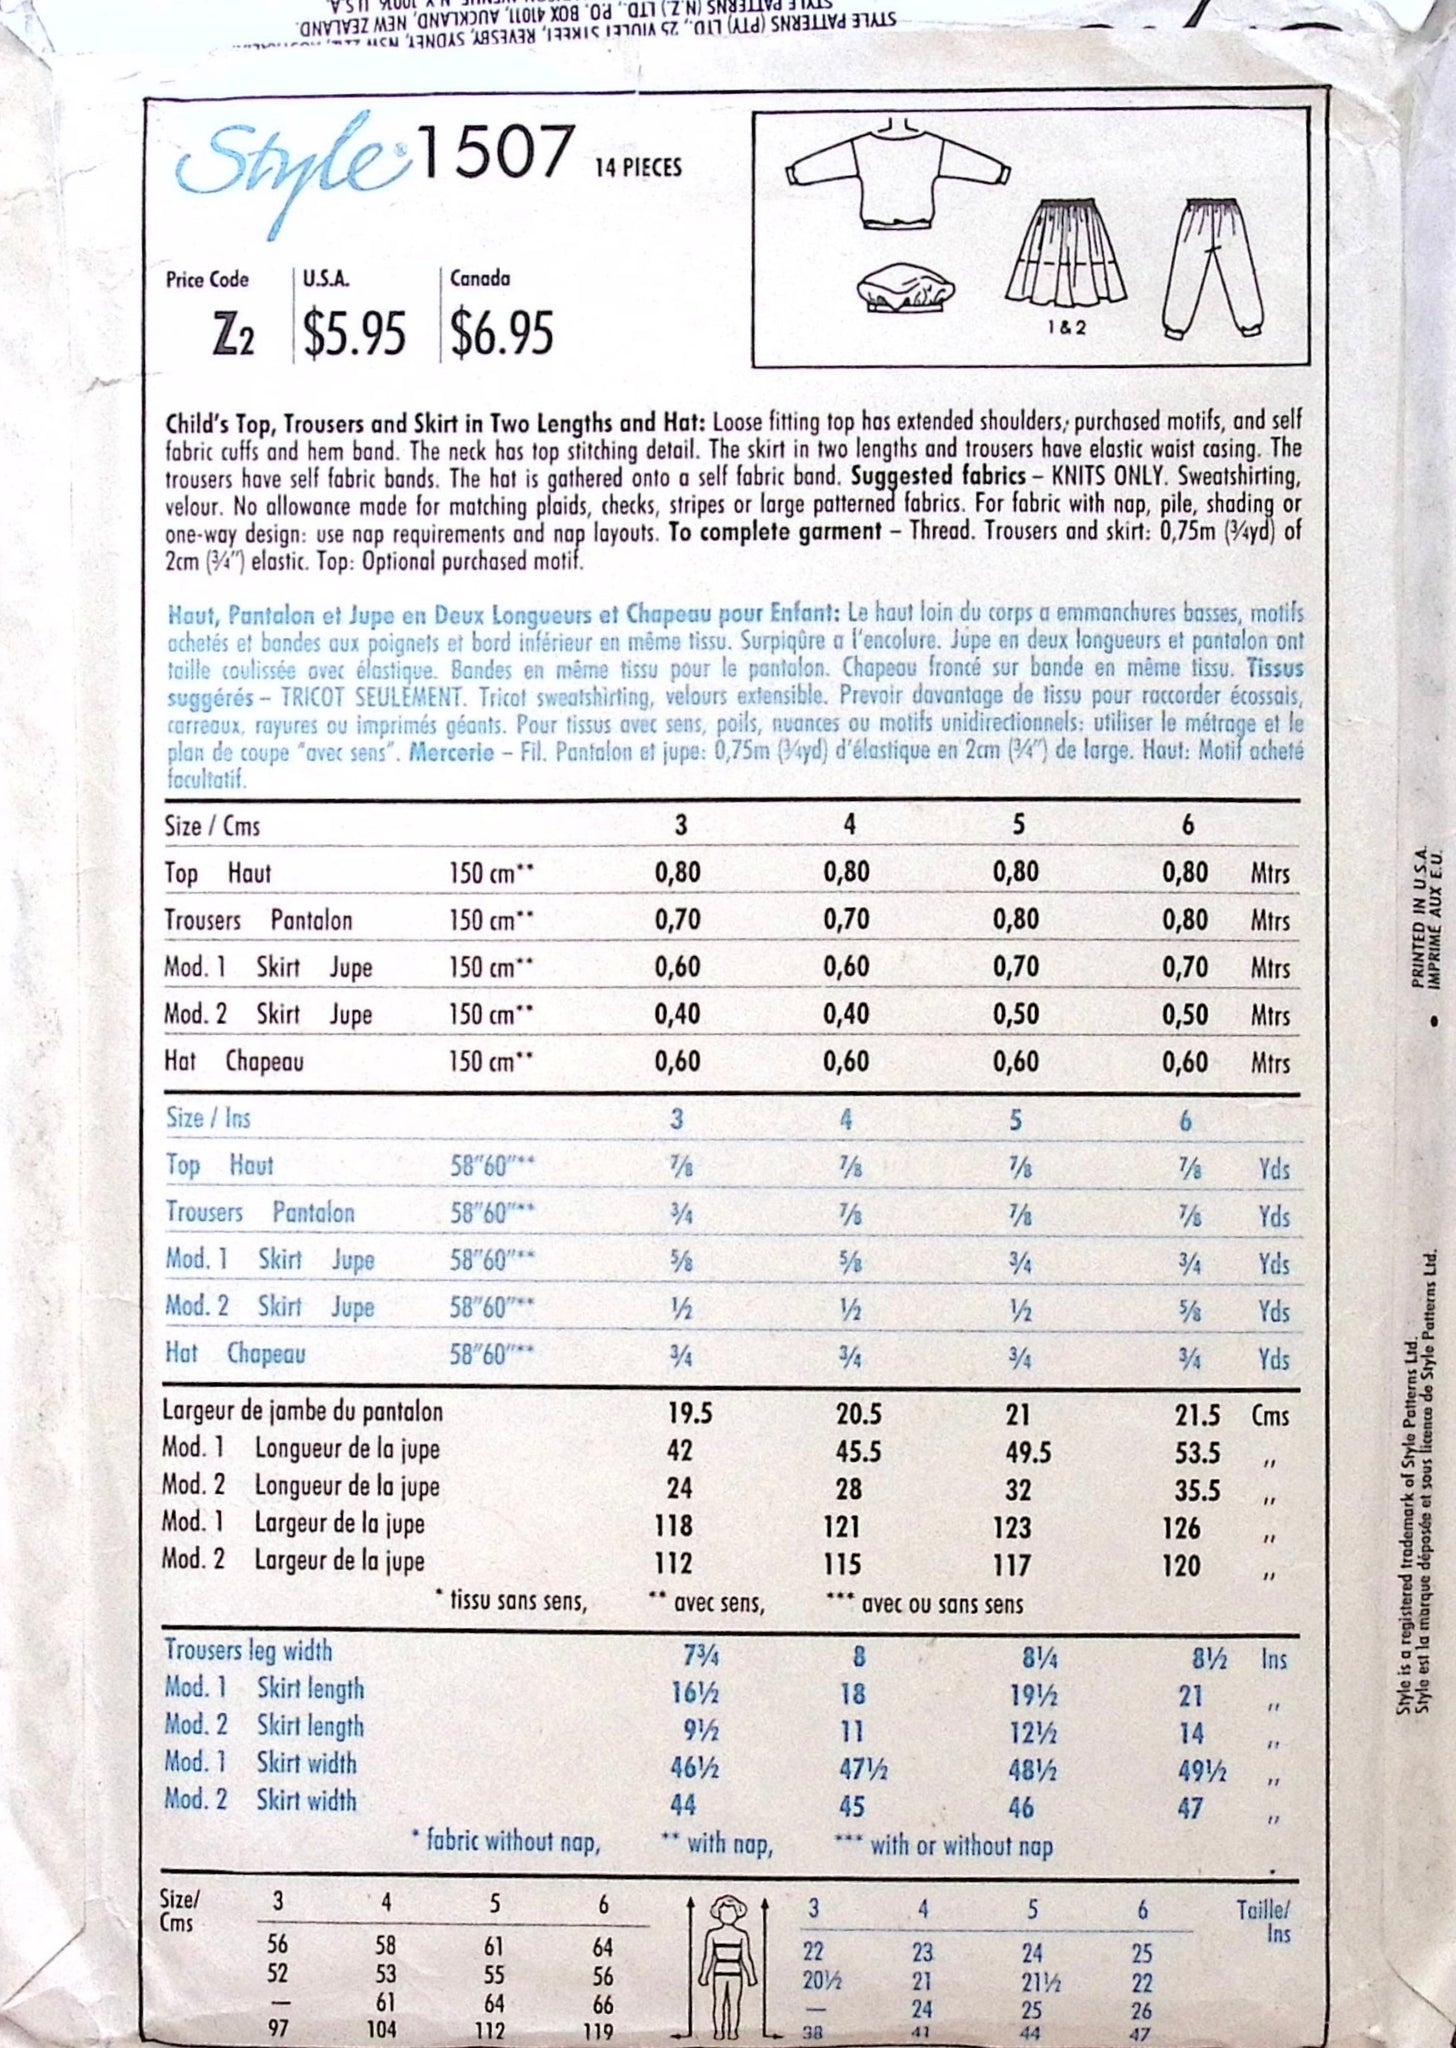 STYLE PATTERNS (N.Z.) LTD., P.O. BOX 41011, AUCKLAND, NEW ZEALAND
STYLE PATTERNS (PTY) LTD., 25 VIOLET STREET, REVESBY, SYDNEY, NSW
Style® 1507 14 PIECES
Price Code U.S.A. Canada
Z2 $5.95 $6.95
1 & 2
Child's Top, Trousers and Skirt in Two Lengths and Hat: Loose fitting top has extended shoulders, purchased motifs, and self
fabric cuffs and hem band. The neck has top stitching detail. The skirt in two lengths and trousers have elastic waist casing. The
trousers have self fabric bands. The hat is gathered onto a self fabric band. Suggested fabrics – KNITS ONLY. Sweatshirting,
velour. No allowance made for matching plaids, checks, stripes or large patterned fabrics. For fabric with nap, pile, shading or
one-way design: use nap requirements and nap layouts. To complete garment – Thread. Trousers and skirt: 0,75m (¾yd) of
2cm (¾") elastic. Top: Optional purchased motif.
Haut, Pantalon et Jupe en Deux Longueurs et Chapeau pour Enfant: Le haut loin du corps a emmanchures basses, motifs
achetés et bandes aux poignets et bord inférieur en même tissu. Surpiqûre a l'encolure. Jupe en deux longueurs et pantalon ont
taille coulissée avec élastique. Bandes en même tissu pour le pantalon. Chapeau froncé sur bande en même tissu. Tissus
suggérés – TRICOT SEULEMENT. Tricot sweatshirting, velours extensible. Prevoir davantage de tissu pour raccorder écossais,
carreaux, rayures ou imprimés géants. Pour tissus avec sens, poils, nuances ou motifs unidirectionnels: utiliser le métrage et le
plan de coupe "avec sens". Mercerie – Fil. Pantalon et jupe: 0,75m (¾yd) d'élastique en 2cm (¾") de large. Haut: Motif acheté
facultatif.
Size / Cms 3 4 5 6
Top Haut 150 cm** 0,80 0,80 0,80 0,80 Mtrs
Trousers Pantalon 150 cm** 0,70 0,70 0,80 0,80 Mtrs
Mod. 1 Skirt Jupe 150 cm** 0,60 0,60 0,70 0,70 Mtrs
Mod. 2 Skirt Jupe 150 cm** 0,40 0,40 0,50 0,50 Mtrs
Hat Chapeau 150 cm** 0,60 0,60 0,60 0,60 Mtrs
Size / Ins 3 4 5 6
Top Haut 58"60"** ⅞ ⅞ ⅞ ⅞ Yds
Trousers Pantalon 58"60"** ¾ ⅞ ⅞ ⅞ Yds
Mod. 1 Skirt Jupe 58"60"** ⅝ ⅝ ¾ ¾ Yds
Mod. 2 Skirt Jupe 58"60"** ½ ½ ½ ⅝ Yds
Hat Chapeau 58"60"** ¾ ¾ ¾ ¾ Yds
Largeur de jambe du pantalon 19.5 20.5 21 21.5 Cms
Mod. 1 Longueur de la jupe 42 45.5 49.5 53.5 ,,
Mod. 2 Longueur de la jupe 24 28 32 35.5 ,,
Mod. 1 Largeur de la jupe 118 121 123 126 ,,
Mod. 2 Largeur de la jupe 112 115 117 120 ,,
* tissu sans sens, ** avec sens, *** avec ou sans sens
Trousers leg width 7¾ 8 8¼ 8½ Ins
Mod. 1 Skirt length 16½ 18 19½ 21 ,,
Mod. 2 Skirt length 9½ 11 12½ 14 ,,
Mod. 1 Skirt width 46½ 47½ 48½ 49½ ,,
Mod. 2 Skirt width 44 45 46 47 ,,
* fabric without nap, ** with nap, *** with or without nap
Size/ Cms 3 4 5 6
56 58 61 64
52 53 55 56
— 61 64 66
97 104 112 119
3 4 5 6 Taille/ Ins
22 23 24 25
20½ 21 21½ 22
— 24 25 26
38 41 44 47
PRINTED IN U.S.A.
IMPRIMÉ AUX E.U.
Style is a registered trademark of Style Patterns Ltd.
Style est la marque déposée et sous licence de Style Patterns Ltd.